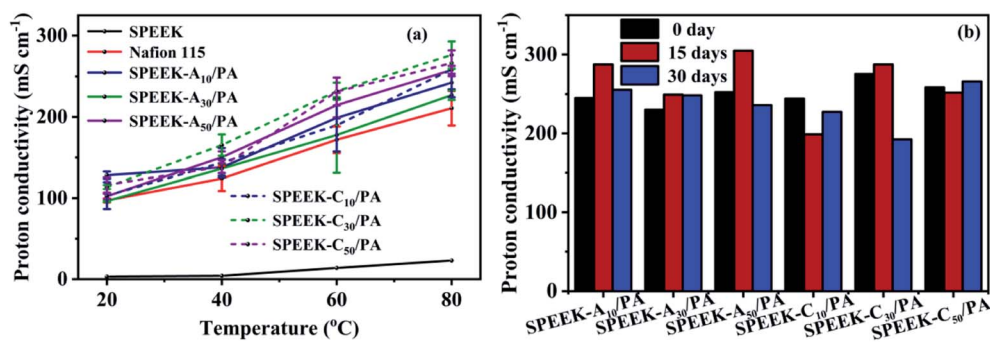 (a)
SPEEK
Nafion 115
SPEEK-A₁₀/PA
SPEEK-A₃₀/PA
SPEEK-A₅₀/PA
SPEEK-C₁₀/PA
SPEEK-C₃₀/PA
SPEEK-C₅₀/PA
Proton conductivity (mS cm⁻¹)
300
200
100
0
20 40 60 80
Temperature (°C)
(b)
0 day
15 days
30 days
Proton conductivity (mS cm⁻¹)
300
200
100
0
SPEEK-A₁₀/PA
SPEEK-A₃₀/PA
SPEEK-A₅₀/PA
SPEEK-C₁₀/PA
SPEEK-C₃₀/PA
SPEEK-C₅₀/PA